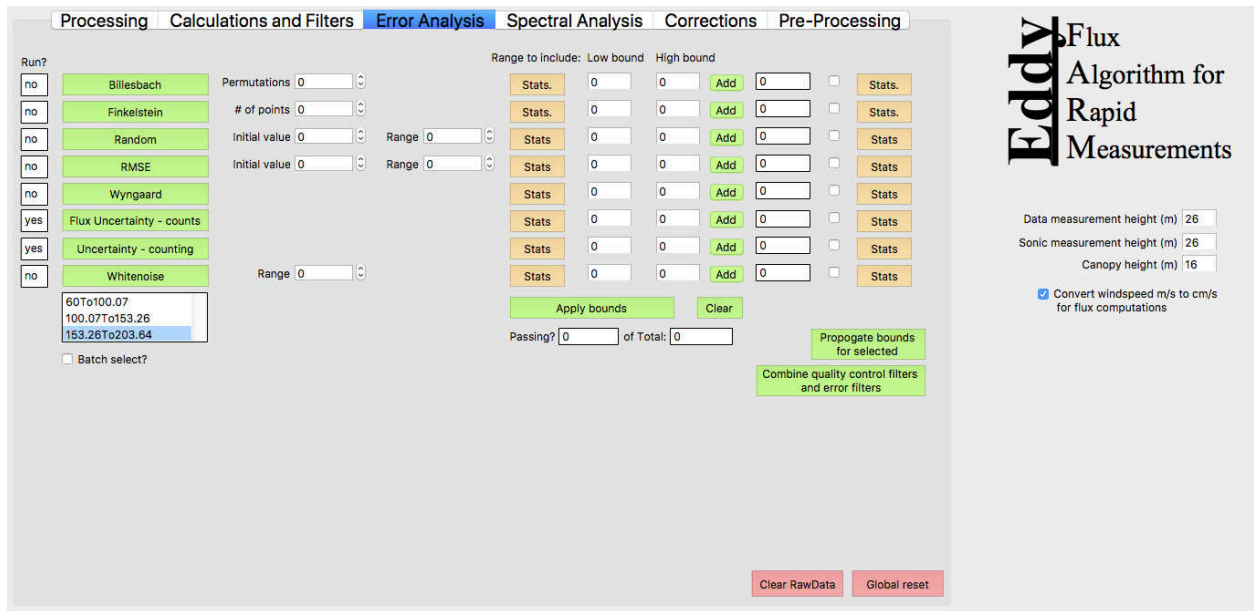 Processing Calculations and Filters Error Analysis Spectral Analysis Corrections Pre-Processing
Run? Range to include: Low bound High bound
no Billesbach Permutations 0 Stats. 0 0 Add 0 Stats.
no Finkelstein # of points 0 Stats. 0 0 Add 0 Stats.
no Random Initial value 0 Range 0 Stats 0 0 Add 0 Stats
no RMSE Initial value 0 Range 0 Stats 0 0 Add 0 Stats
no Wyngaard Stats 0 0 Add 0 Stats
yes Flux Uncertainty - counts Stats 0 0 Add 0 Stats
yes Uncertainty - counting Stats 0 0 Add 0 Stats
no Whitenoise Range 0 Stats 0 0 Add 0 Stats
60To100.07
100.07To153.26
153.26To203.64
Batch select?
Apply bounds Clear
Passing? 0 of Total: 0
Propogate bounds
for selected
Combine quality control filters
and error filters
Clear RawData Global reset
Eddy
Flux
Algorithm for
Rapid
Measurements
Data measurement height (m) 26
Sonic measurement height (m) 26
Canopy height (m) 16
Convert windspeed m/s to cm/s
for flux computations